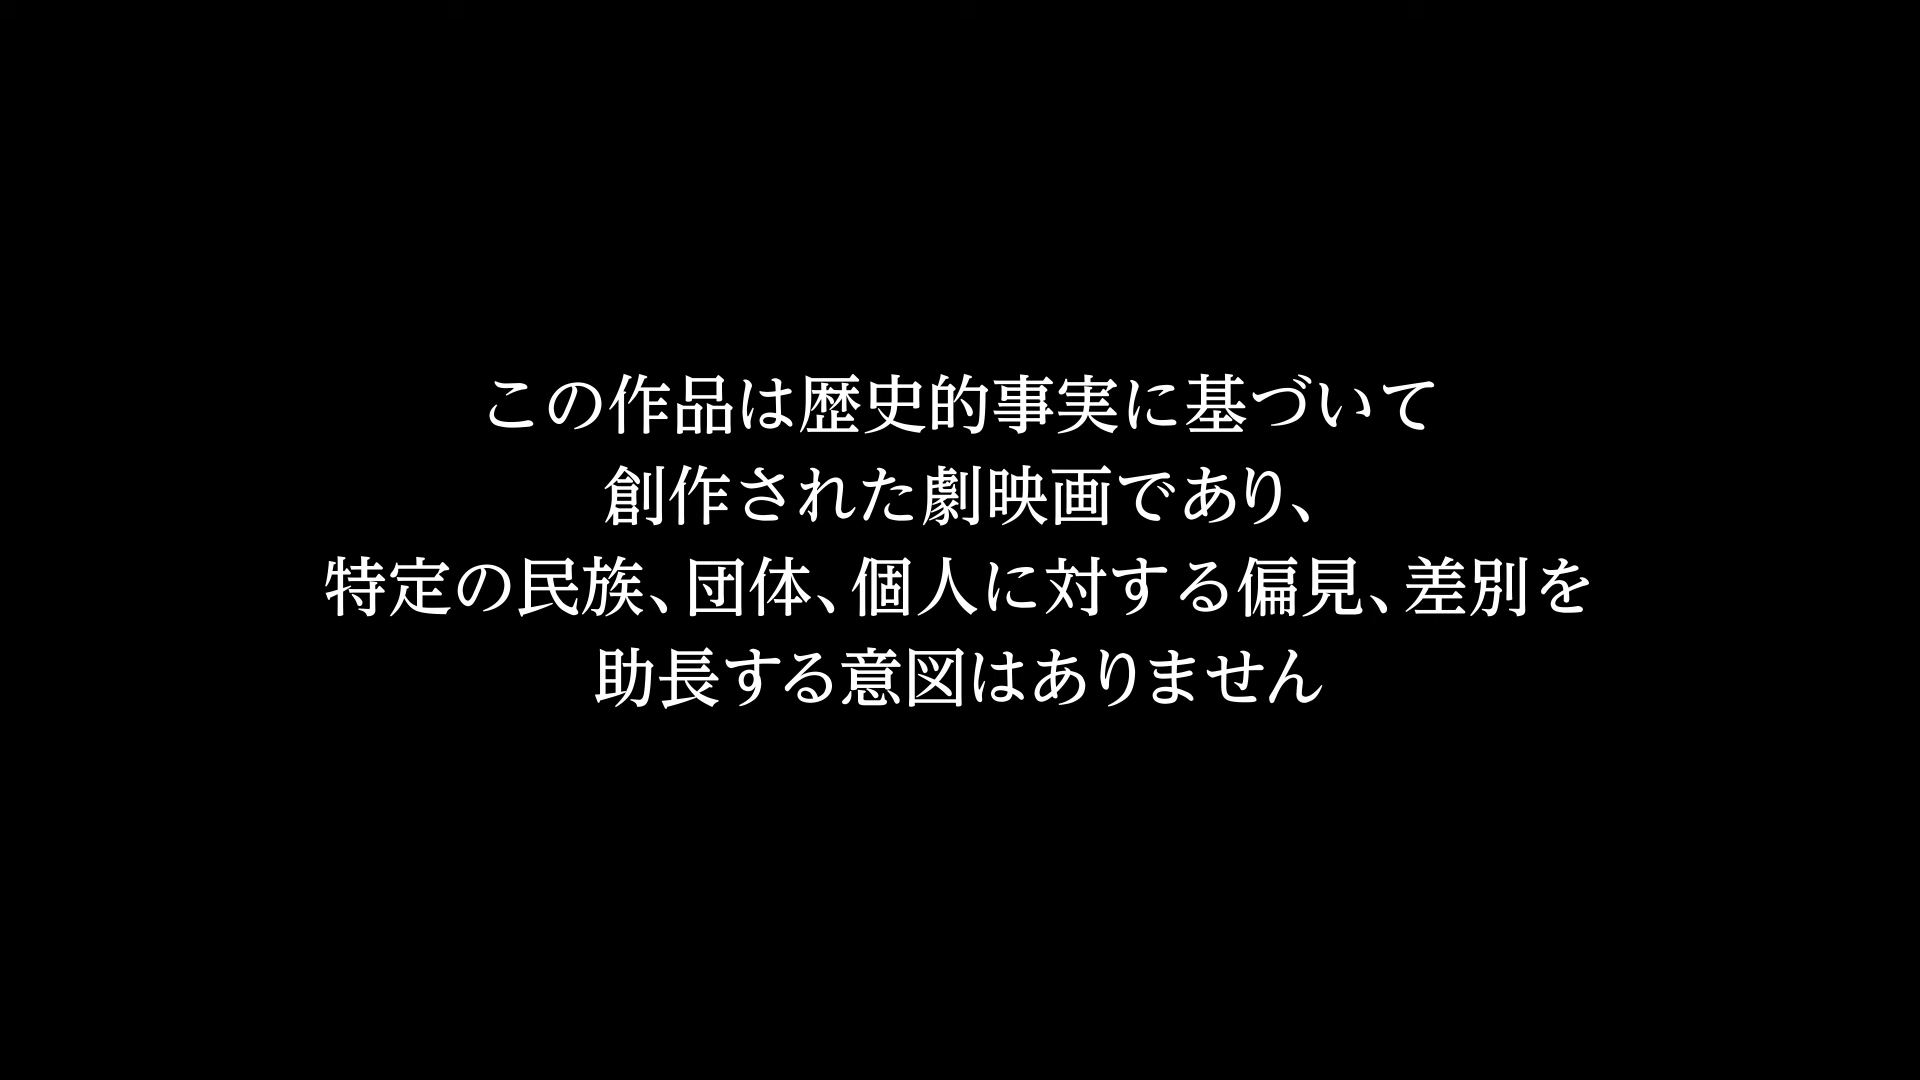 この作品は歴史的事実に基づいて
創作された劇映画であり、
特定の民族、団体、個人に対する偏見、差別を
助長する意図はありません